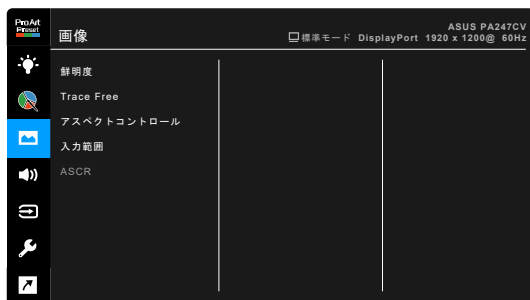 ProArt
Preset
画像
ASUS PA247CV
標準モード DisplayPort 1920 x 1200@ 60Hz
鮮明度
Trace Free
アスペクトコントロール
入力範囲
ASCR